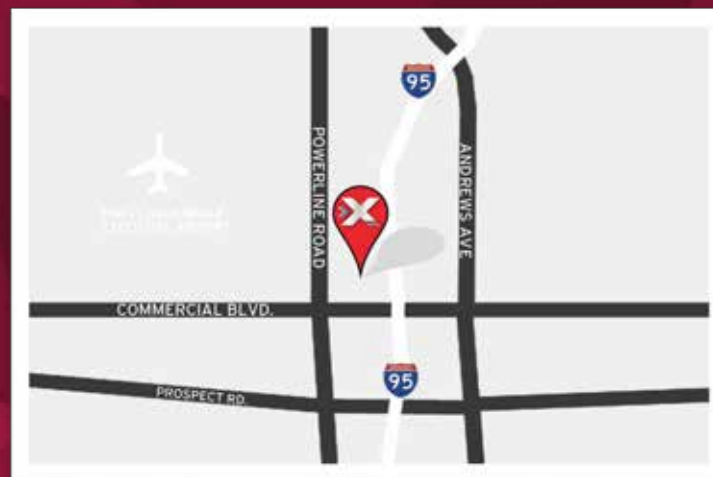 95
POWERLINE ROAD
ANDREWS AVE
X
COMMERCIAL BLVD.
95
PROSPECT RD.